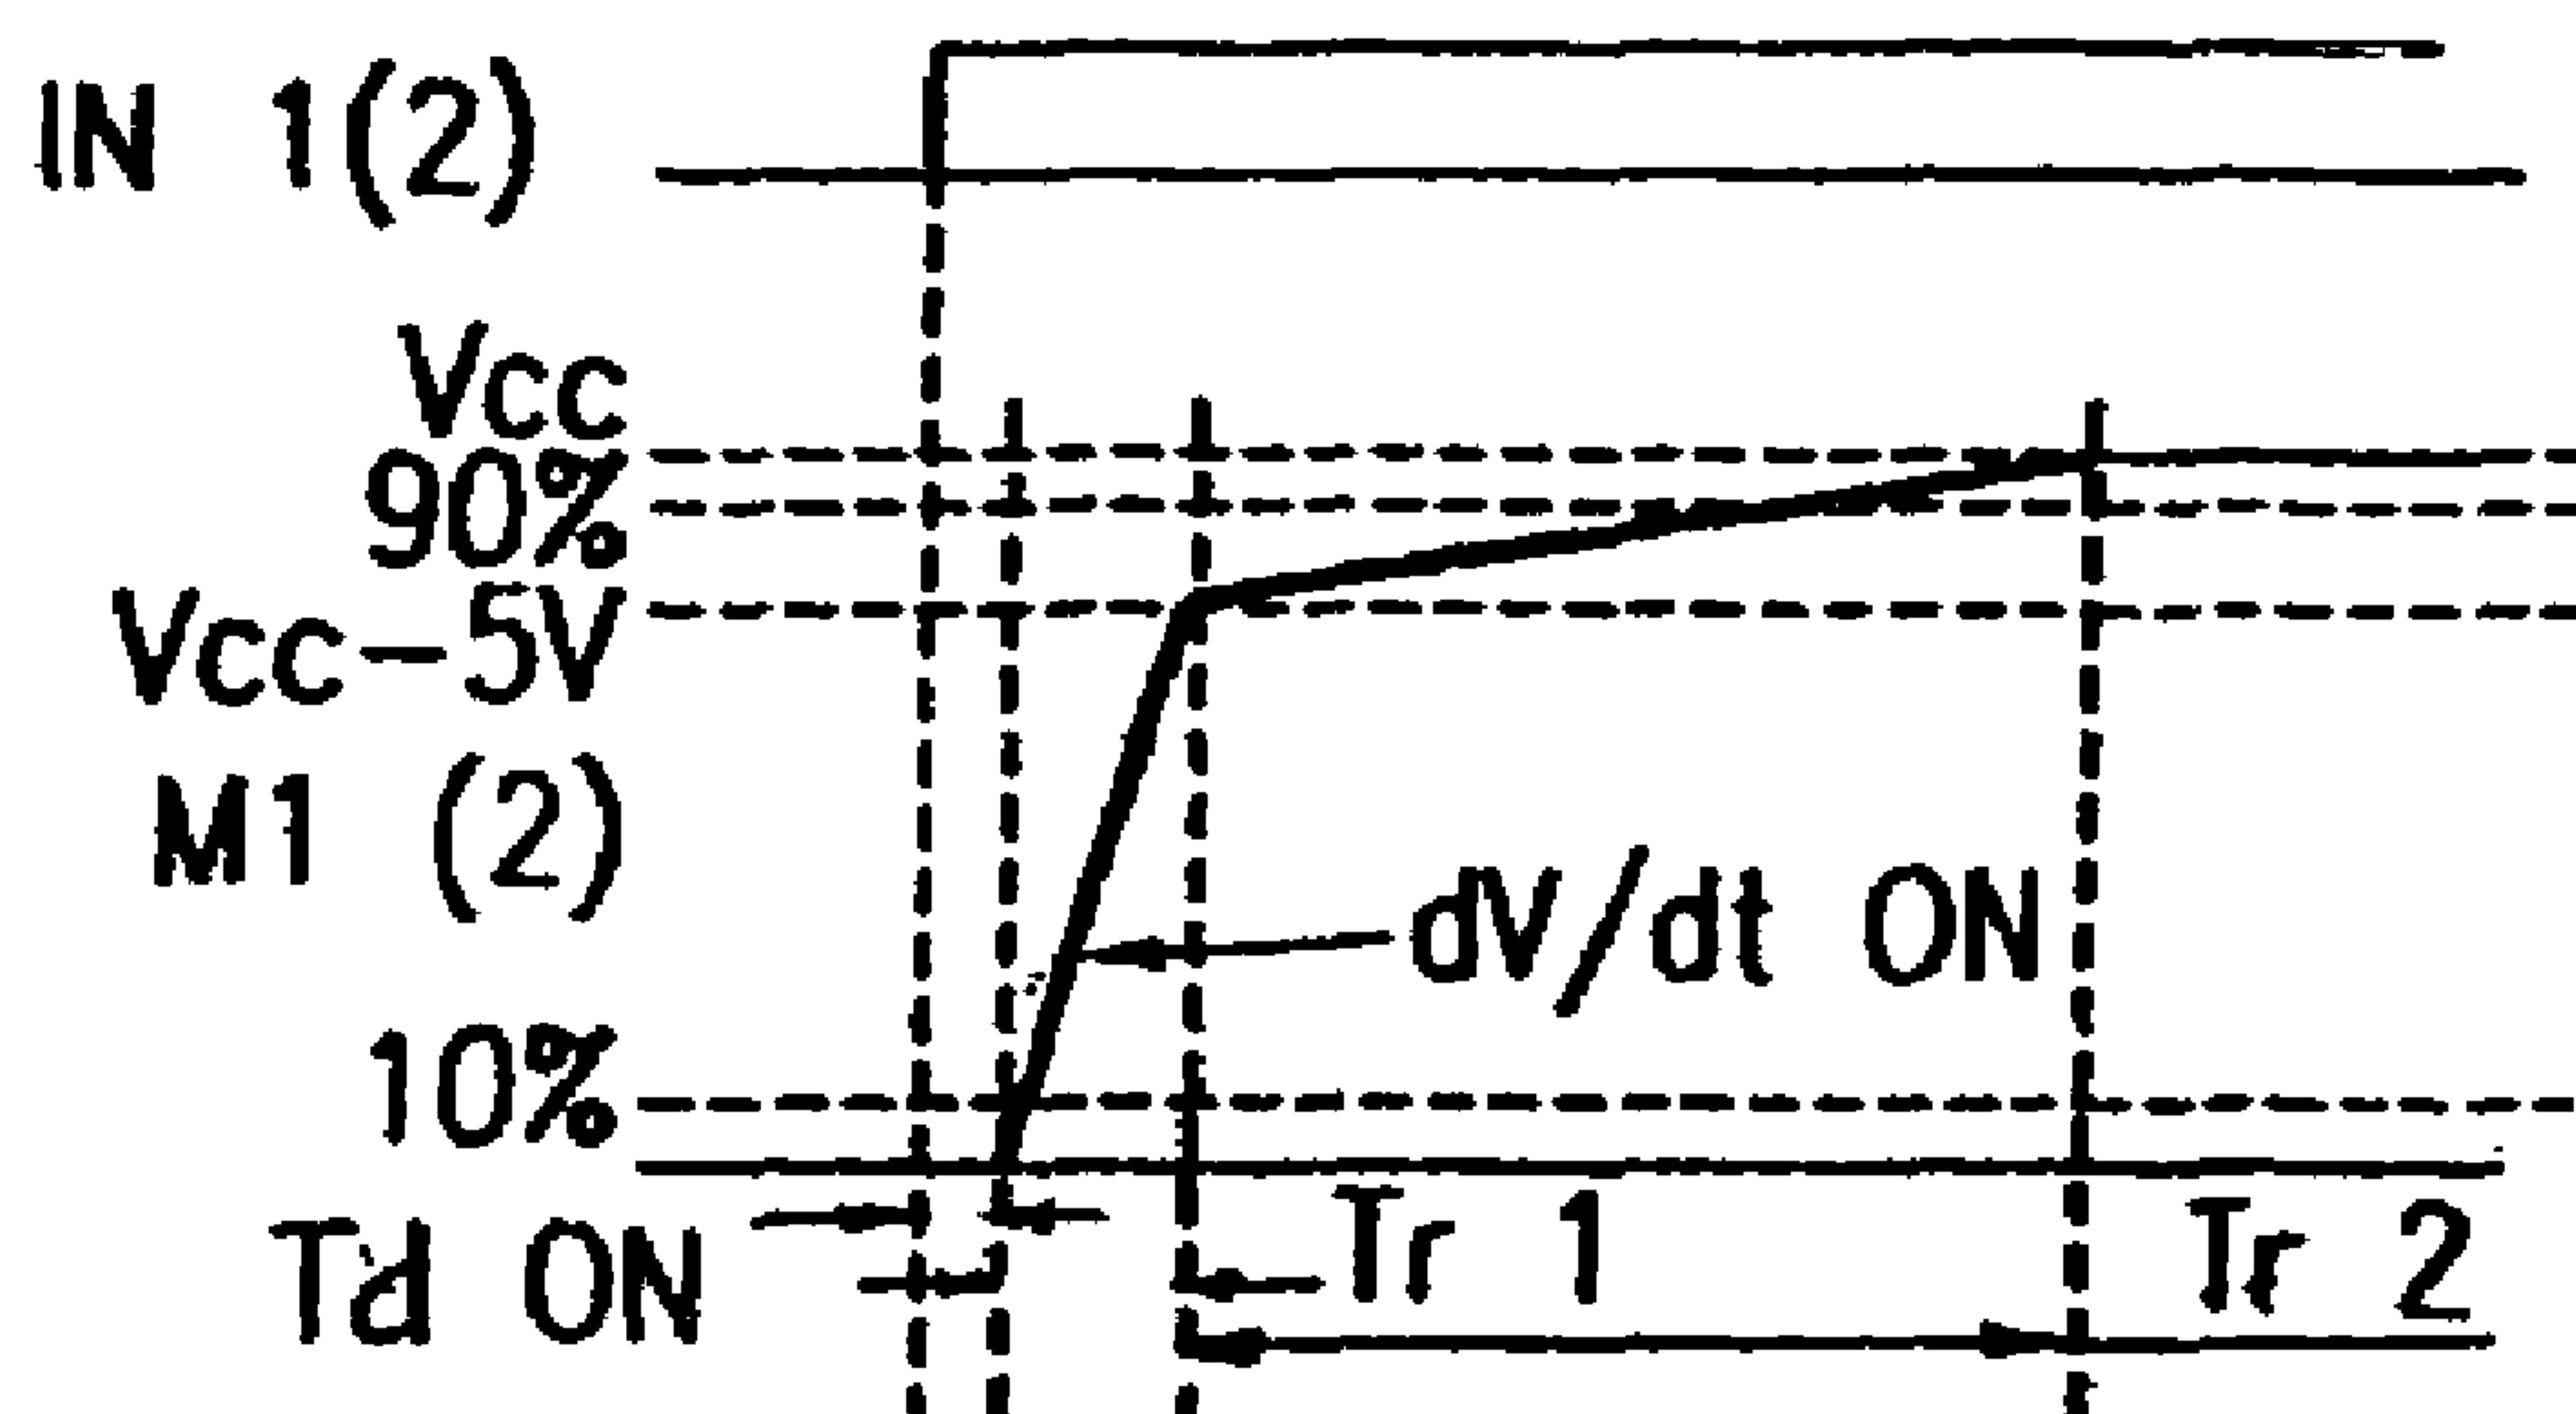 IN 1(2)
Vcc
90%
Vcc-5V
M1 (2)
dV/dt ON
10%
Td ON
Tr 1
Tr 2